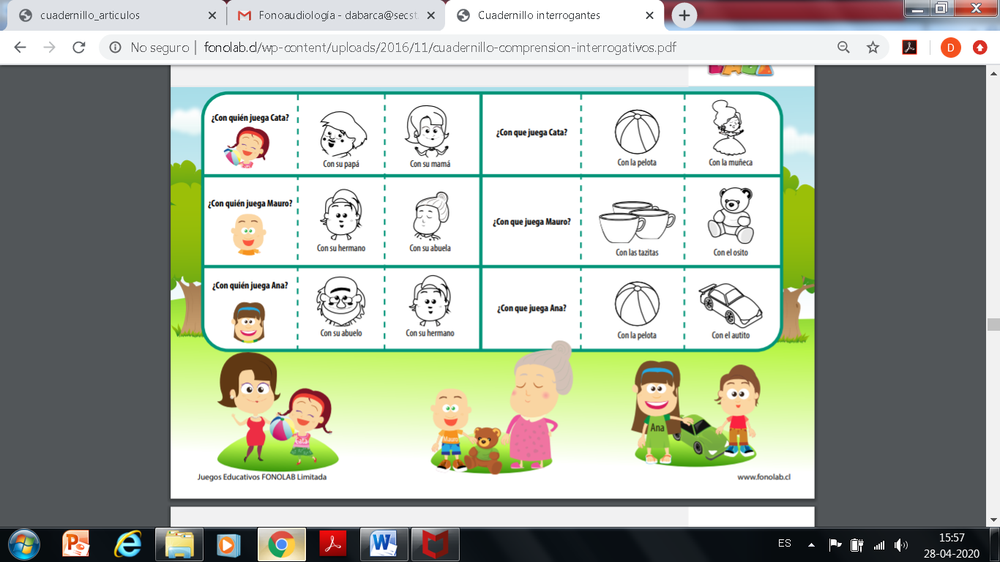 cuadernillo_articulos
Fonoaudiología - dabarca@secst
Cuadernillo interrogantes
No seguro | fonolab.cl/wp-content/uploads/2016/11/cuadernillo-comprension-interrogativos.pdf
D
¿Con quién juega Cata?
Con su papá
Con su mamá
¿Con que juega Cata?
Con la pelota
Con la muñeca
¿Con quién juega Mauro?
Con su hermano
Con su abuela
¿Con que juega Mauro?
Con las tazitas
Con el osito
¿Con quién juega Ana?
Con su abuelo
Con su hermano
¿Con que juega Ana?
Con la pelota
Con el autito
Cata
Mauro
Ana
Juegos Educativos FONOLAB Limitada
www.fonolab.cl
ES
15:57
28-04-2020